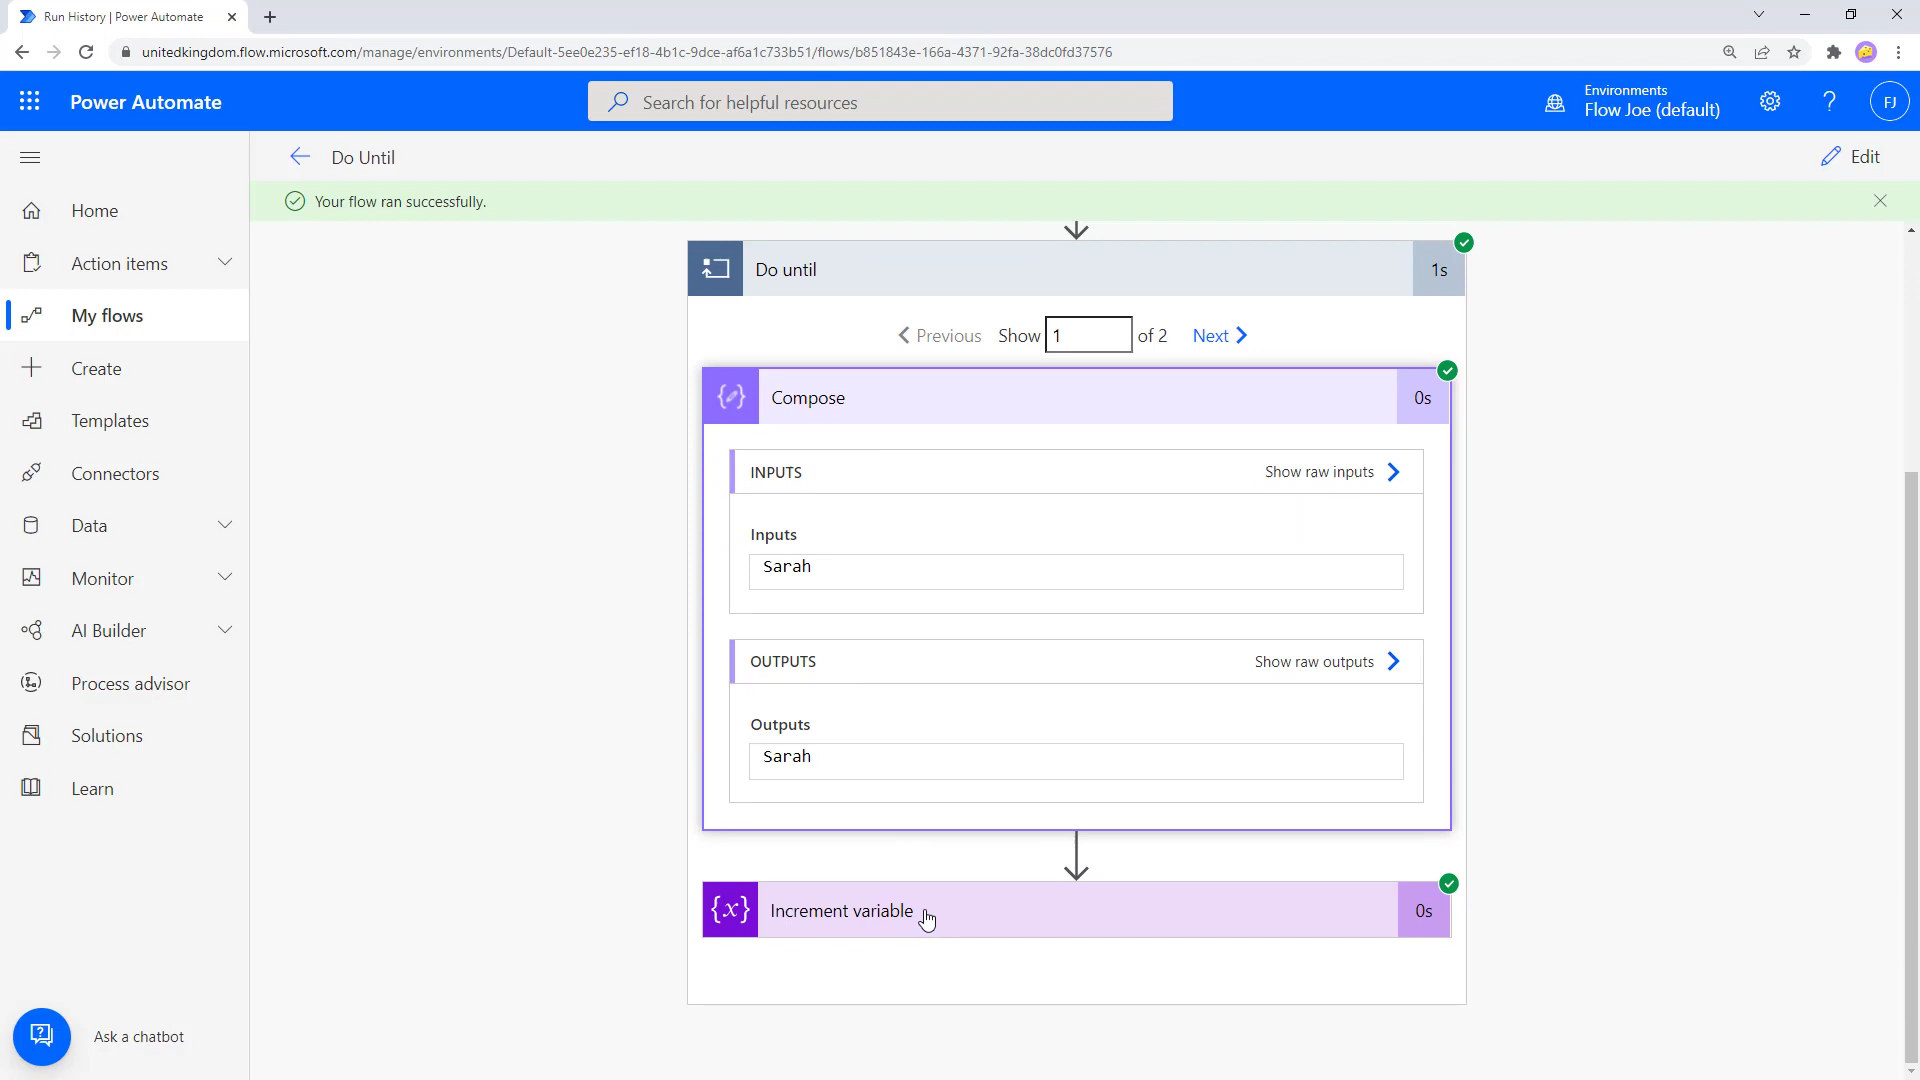 Run History | Power Automate
unitedkingdom.flow.microsoft.com/manage/environments/Default-5ee0e235-ef18-4b1c-9dce-af6a1c733b51/flows/b851843e-166a-4371-92fa-38dc0fd37576
Power Automate
Search for helpful resources
Environments
Flow Joe (default)
?
FJ
Do Until
Edit
Your flow ran successfully.
Home
Action items
My flows
Create
Templates
Connectors
Data
Monitor
AI Builder
Process advisor
Solutions
Learn
Ask a chatbot
Do until
1s
Previous Show 1 of 2 Next
Compose
0s
INPUTS
Show raw inputs
Inputs
Sarah
OUTPUTS
Show raw outputs
Outputs
Sarah
{x} Increment variable
0s